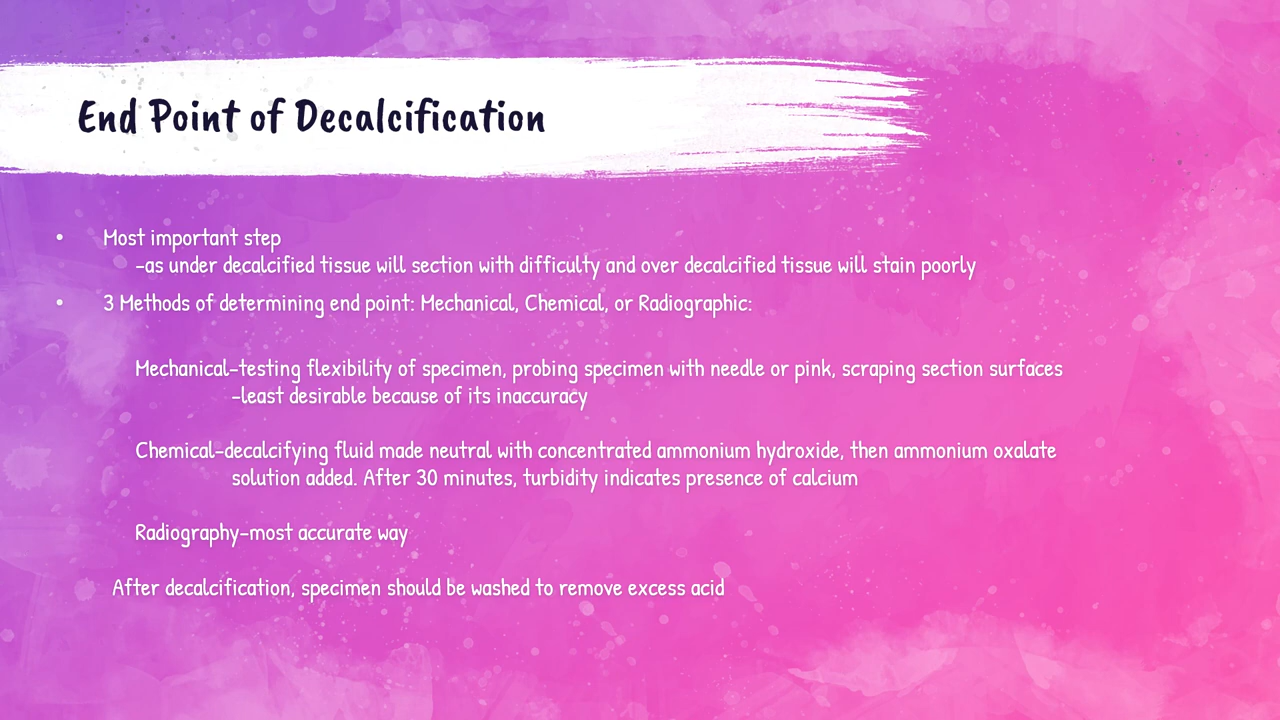 End Point of Decalcification
• Most important step
–as under decalcified tissue will section with difficulty and over decalcified tissue will stain poorly
• 3 Methods of determining end point: Mechanical, Chemical, or Radiographic:
Mechanical–testing flexibility of specimen, probing specimen with needle or pink, scraping section surfaces
–least desirable because of its inaccuracy
Chemical–decalcifying fluid made neutral with concentrated ammonium hydroxide, then ammonium oxalate
solution added. After 30 minutes, turbidity indicates presence of calcium
Radiography–most accurate way
After decalcification, specimen should be washed to remove excess acid